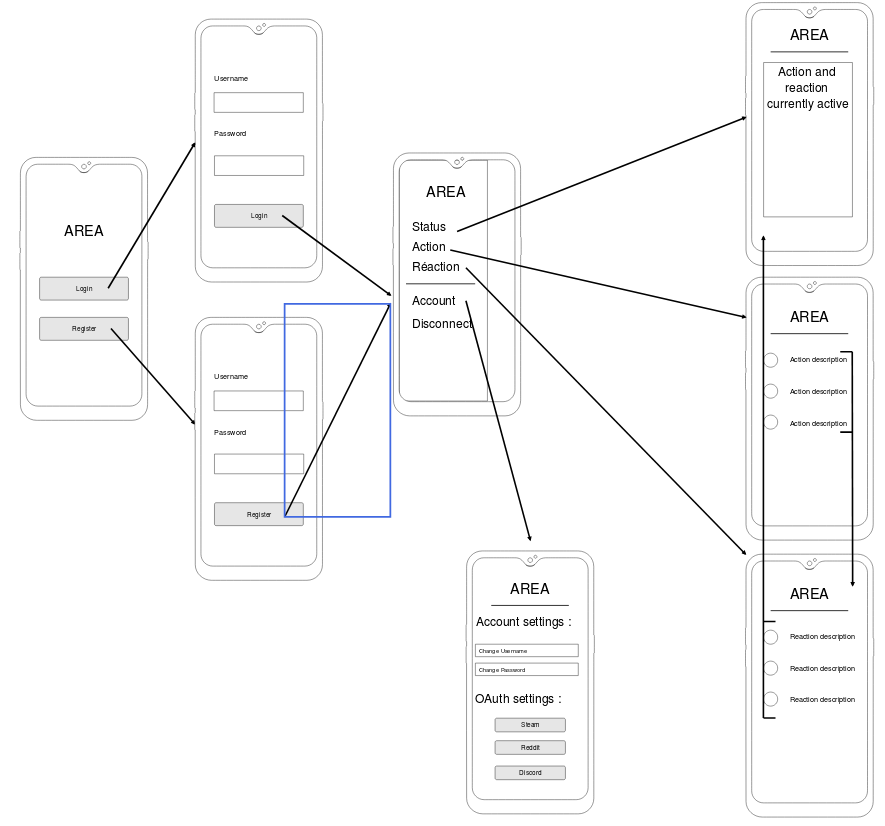 AREA
Login
Register
Username
Password
Login
Username
Password
Register
AREA
Status
Action
Réaction
Account
Disconnect
AREA
Account settings :
Change Username
Change Password
OAuth settings :
Steam
Reddit
Discord
AREA
Action and
reaction
currently active
AREA
Action description
Action description
Action description
AREA
Reaction description
Reaction description
Reaction description